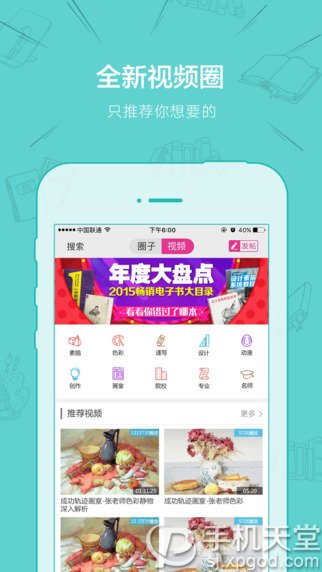 全新视频圈
只推荐你想要的
中国联通 下午6:00
搜索 圈子 视频 发帖
年度大盘点
2015畅销电子书大目录
看看你错过了哪本
素描 色彩 速写 设计 动漫
创作 画室 院校 专业 名师
推荐视频 更多
13157次播放 57次播放
01:31:25 05:20
成功轨迹画室-张老师色彩静物深入解析
成功轨迹画室-张老师色彩
22.3万次播放 57次播放
手机天堂
sj.xpgod.com